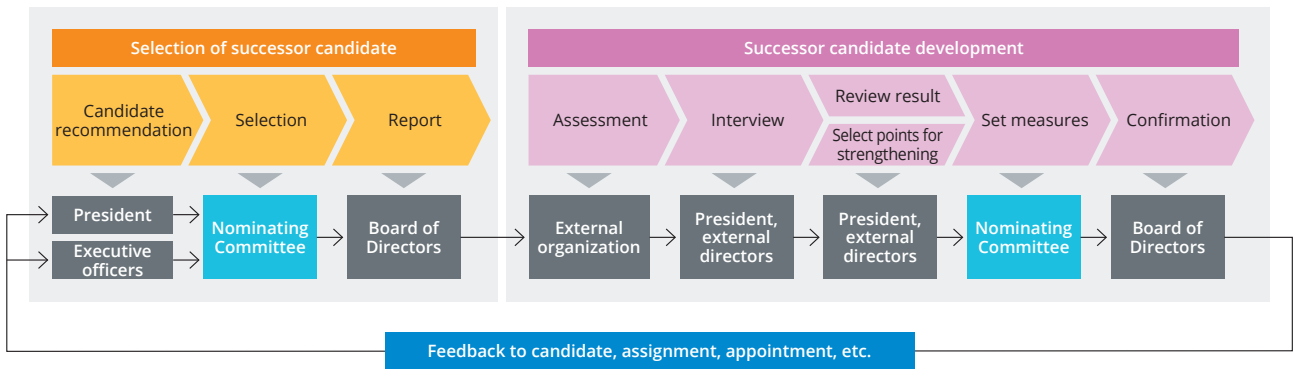 Selection of successor candidate
Candidate
recommendation
Selection
Report
President
Executive
officers
Nominating
Committee
Board of
Directors
Successor candidate development
Assessment
Interview
Review result
Select points for
strengthening
Set measures
Confirmation
External
organization
President,
external
directors
President,
external
directors
Nominating
Committee
Board of
Directors
Feedback to candidate, assignment, appointment, etc.